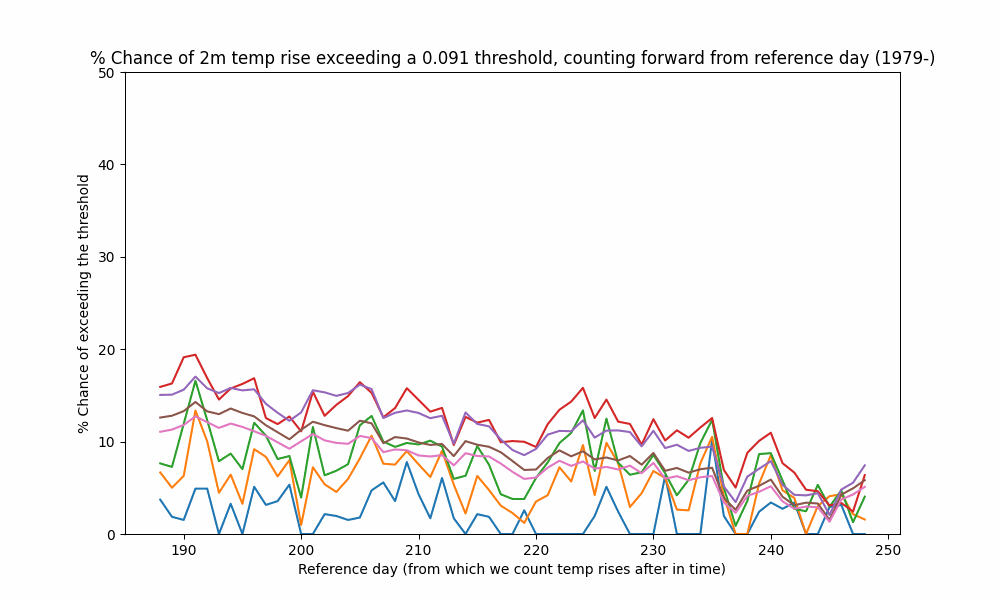 % Chance of 2m temp rise exceeding a 0.091 threshold, counting forward from reference day (1979-)
50
40
30
20
10
0
% Chance of exceeding the threshold
190 200 210 220 230 240 250
Reference day (from which we count temp rises after in time)